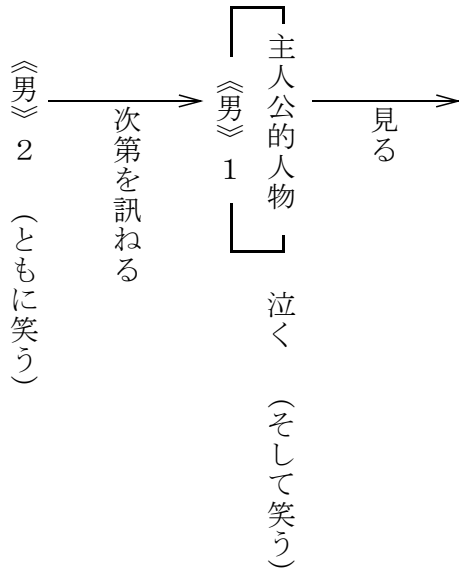 見る
主人公的人物　泣く　（そして笑う）
《男》１
次第を訊ねる
《男》２　（ともに笑う）